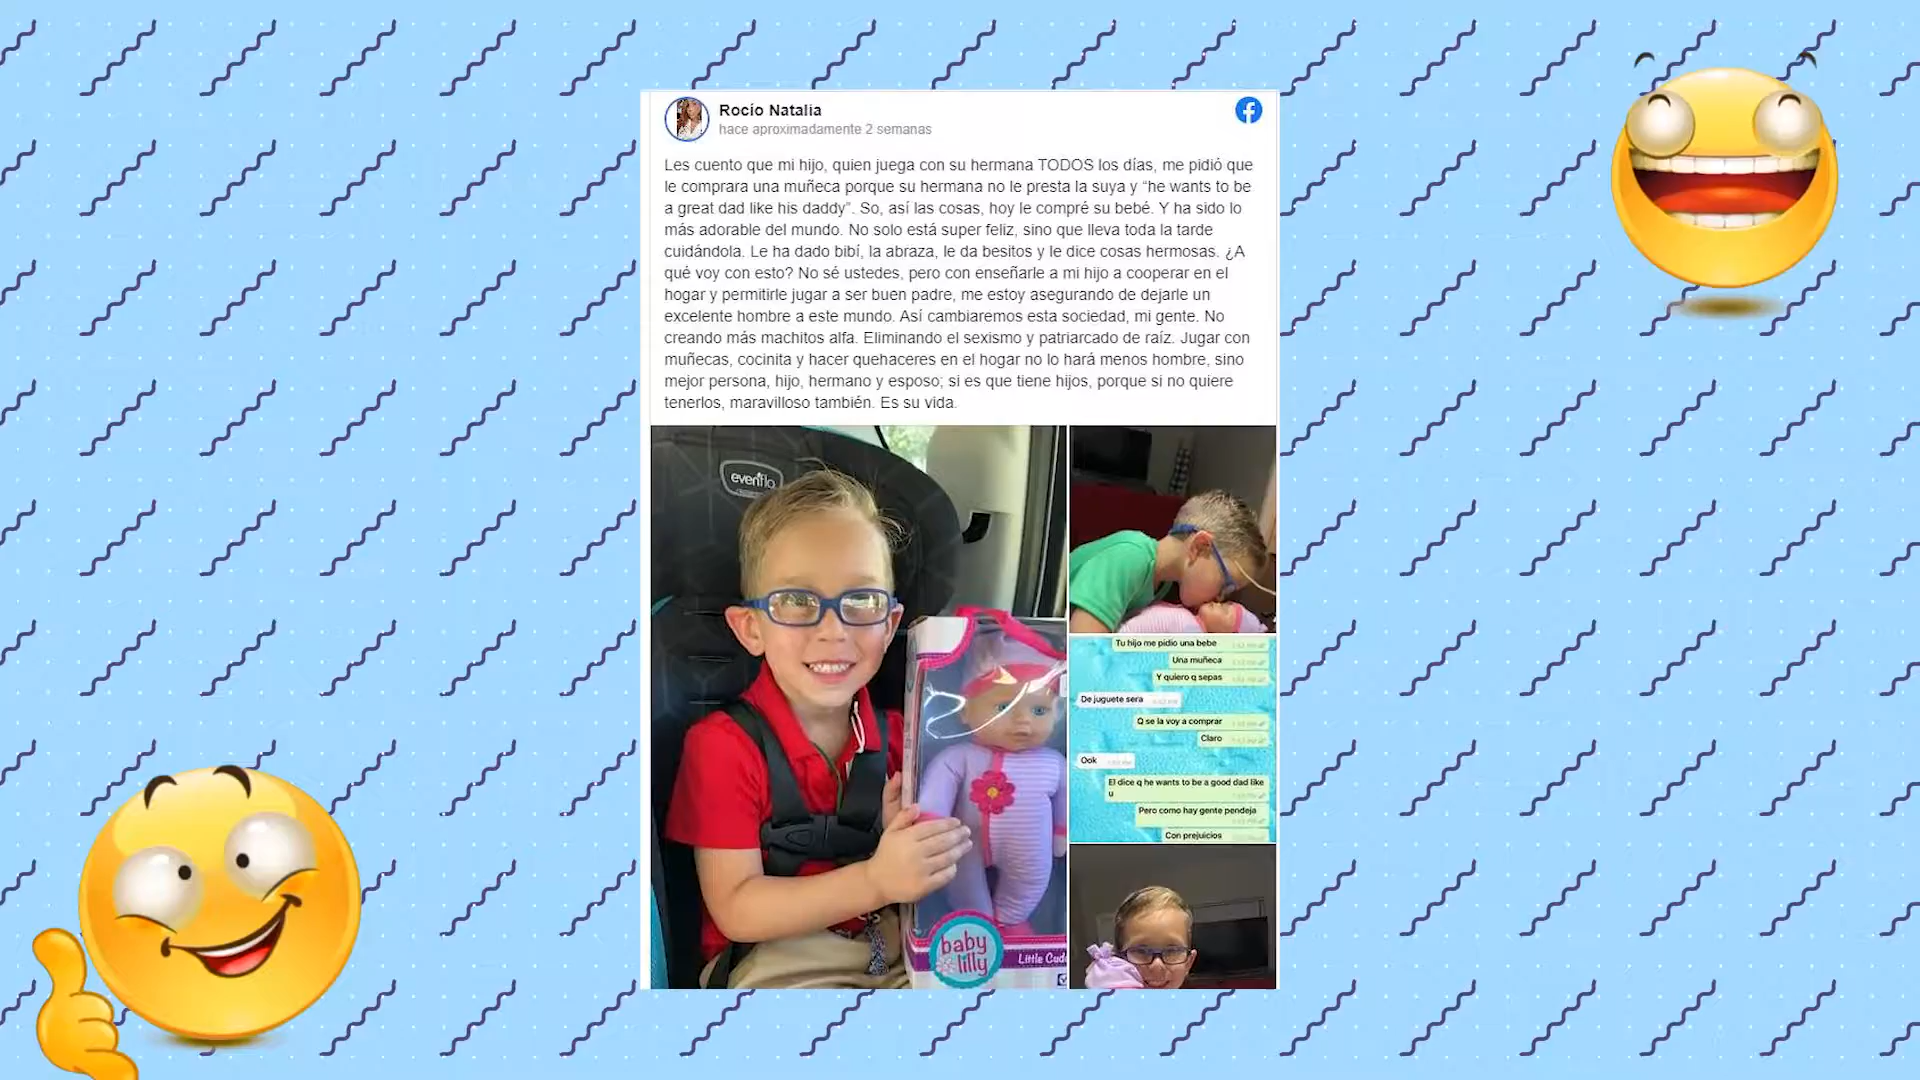 Rocío Natalia
hace aproximadamente 2 semanas
Les cuento que mi hijo, quien juega con su hermana TODOS los días, me pidió que
le comprara una muñeca porque su hermana no le presta la suya y “he wants to be
a great dad like his daddy”. So, así las cosas, hoy le compré su bebé. Y ha sido lo
más adorable del mundo. No solo está super feliz, sino que lleva toda la tarde
cuidándola. Le ha dado bibí, la abraza, le da besitos y le dice cosas hermosas. ¿A
qué voy con esto? No sé ustedes, pero con enseñarle a mi hijo a cooperar en el
hogar y permitirle jugar a ser buen padre, me estoy asegurando de dejarle un
excelente hombre a este mundo. Así cambiaremos esta sociedad, mi gente. No
creando más machitos alfa. Eliminando el sexismo y patriarcado de raíz. Jugar con
muñecas, cocinita y hacer quehaceres en el hogar no lo hará menos hombre, sino
mejor persona, hijo, hermano y esposo; si es que tiene hijos, porque si no quiere
tenerlos, maravilloso también. Es su vida.
evenflo
baby
lilly
Little
Tu hijo me pidio una bebe
Una muñeca
Y quiero q sepas
De juguete sera
Q se la voy a comprar
Claro
Ook
El dice q he wants to be a good dad like
u
Pero como hay gente pendeja
Con prejuicios